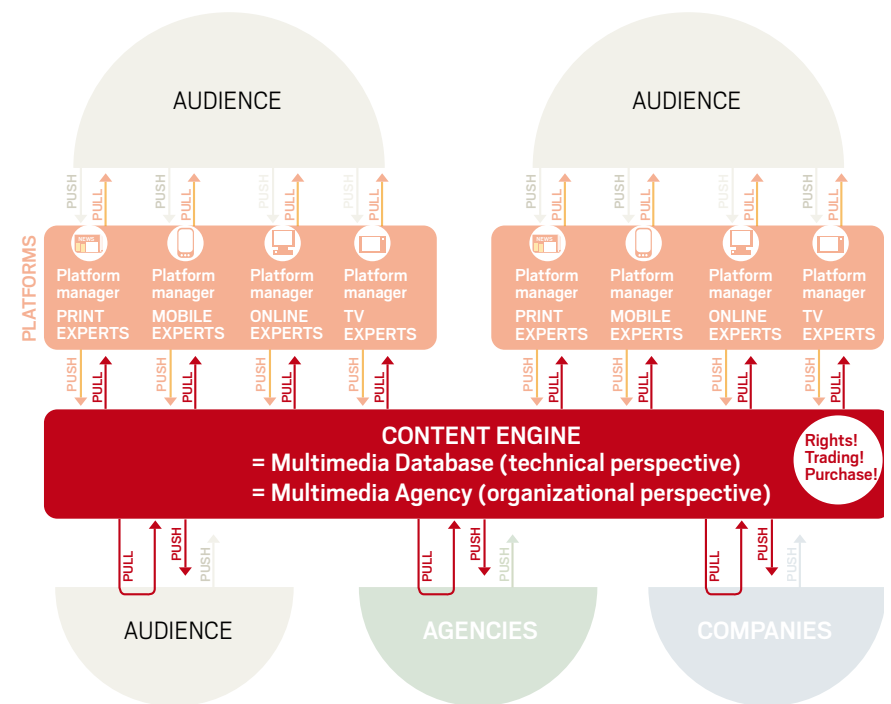 AUDIENCE
AUDIENCE
PUSH
PULL
PUSH
PULL
PUSH
PULL
PUSH
PULL
PUSH
PULL
PUSH
PULL
PUSH
PULL
PUSH
PULL
PLATFORMS
NEWS
NEWS
Platform
manager
PRINT
EXPERTS
Platform
manager
MOBILE
EXPERTS
Platform
manager
ONLINE
EXPERTS
Platform
manager
TV
EXPERTS
Platform
manager
PRINT
EXPERTS
Platform
manager
MOBILE
EXPERTS
Platform
manager
ONLINE
EXPERTS
Platform
manager
TV
EXPERTS
PUSH
PULL
PUSH
PULL
PUSH
PULL
PUSH
PULL
PUSH
PULL
PUSH
PULL
PUSH
PULL
PUSH
PULL
CONTENT ENGINE
= Multimedia Database (technical perspective)
= Multimedia Agency (organizational perspective)
Rights!
Trading!
Purchase!
PULL
PUSH
PUSH
PULL
PUSH
PUSH
PULL
PUSH
PUSH
AUDIENCE
AGENCIES
COMPANIES